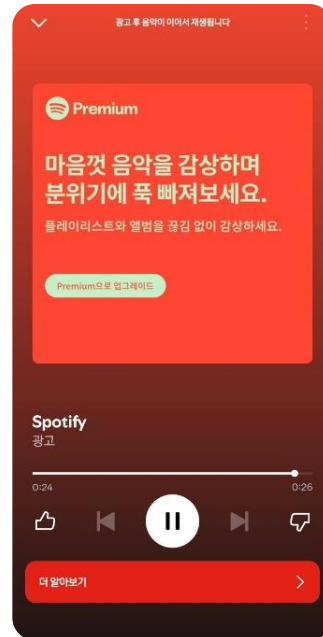 광고 후 음악이 이어서 재생됩니다
Premium
마음껏 음악을 감상하며
분위기에 푹 빠져보세요.
플레이리스트와 앨범을 끊김 없이 감상하세요.
Premium으로 업그레이드
Spotify
광고
0:24 0:26
더 알아보기